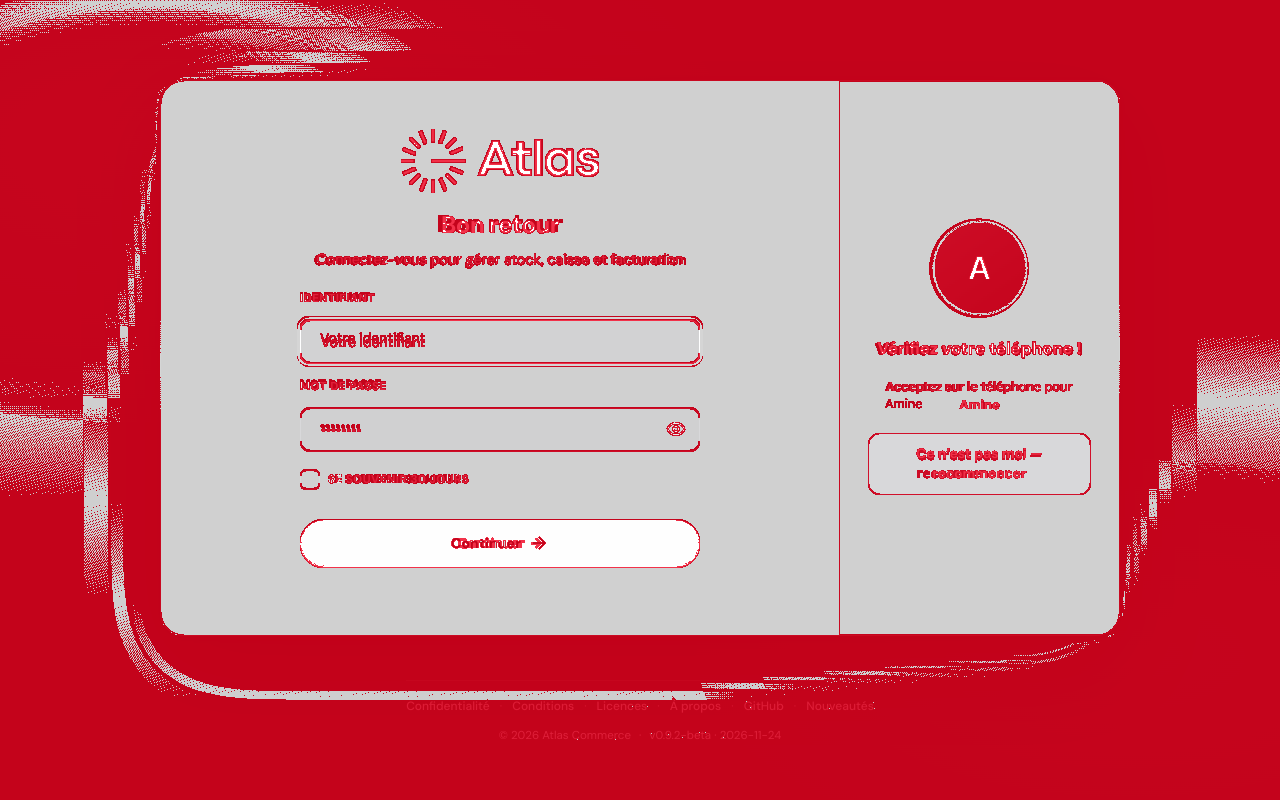 Atlas
Bon retour
Connectez-vous pour gérer stock, caisse et facturation
IDENTIFIANT
Votre identifiant
MOT DE PASSE
Continuer →
A
Vérifiez votre téléphone !
Acceptez sur le téléphone pour
Amine Amine
Ce n'est pas moi —
recommencer
Confidentialité Conditions Licences À propos GitHub Nouveautés
© 2026 Atlas Commerce · v0.9.2-beta · 2026-11-24